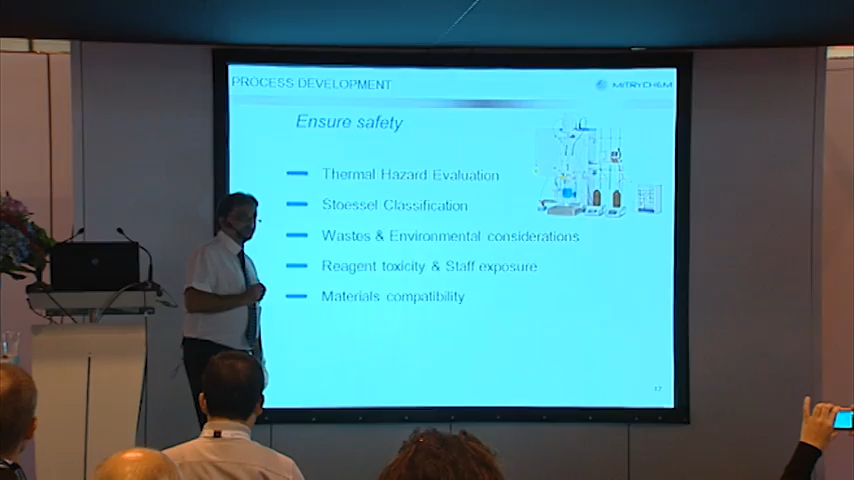 PROCESS DEVELOPMENT
MITRYCHEM
Ensure safety
Thermal Hazard Evaluation
Stoessel Classification
Wastes & Environmental considerations
Reagent toxicity & Staff exposure
Materials compatibility